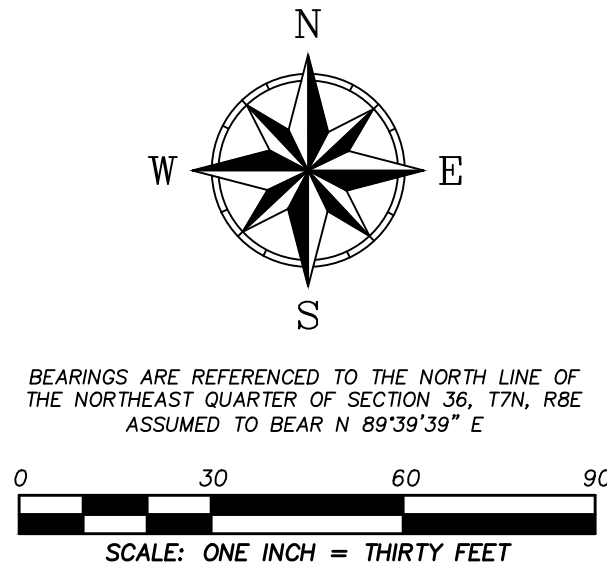 N
W E
S
BEARINGS ARE REFERENCED TO THE NORTH LINE OF
THE NORTHEAST QUARTER OF SECTION 36, T7N, R8E
ASSUMED TO BEAR N 89°39'39" E
0 30 60 90
SCALE: ONE INCH = THIRTY FEET